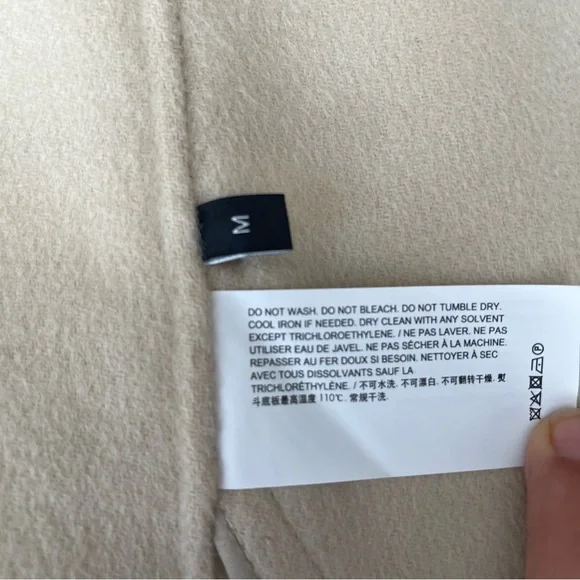 M
DO NOT WASH. DO NOT BLEACH. DO NOT TUMBLE DRY.
COOL IRON IF NEEDED. DRY CLEAN WITH ANY SOLVENT
EXCEPT TRICHLOROETHYLENE. / NE PAS LAVER. NE PAS
UTILISER EAU DE JAVEL. NE PAS SÉCHER À LA MACHINE.
REPASSER AU FER DOUX SI BESOIN. NETTOYER À SEC
AVEC TOUS DISSOLVANTS SAUF LA
TRICHLORÉTHYLÈNE. / 不可水洗. 不可漂白. 不可翻转干燥. 熨
斗底板最高温度 110℃. 常规干洗.
P